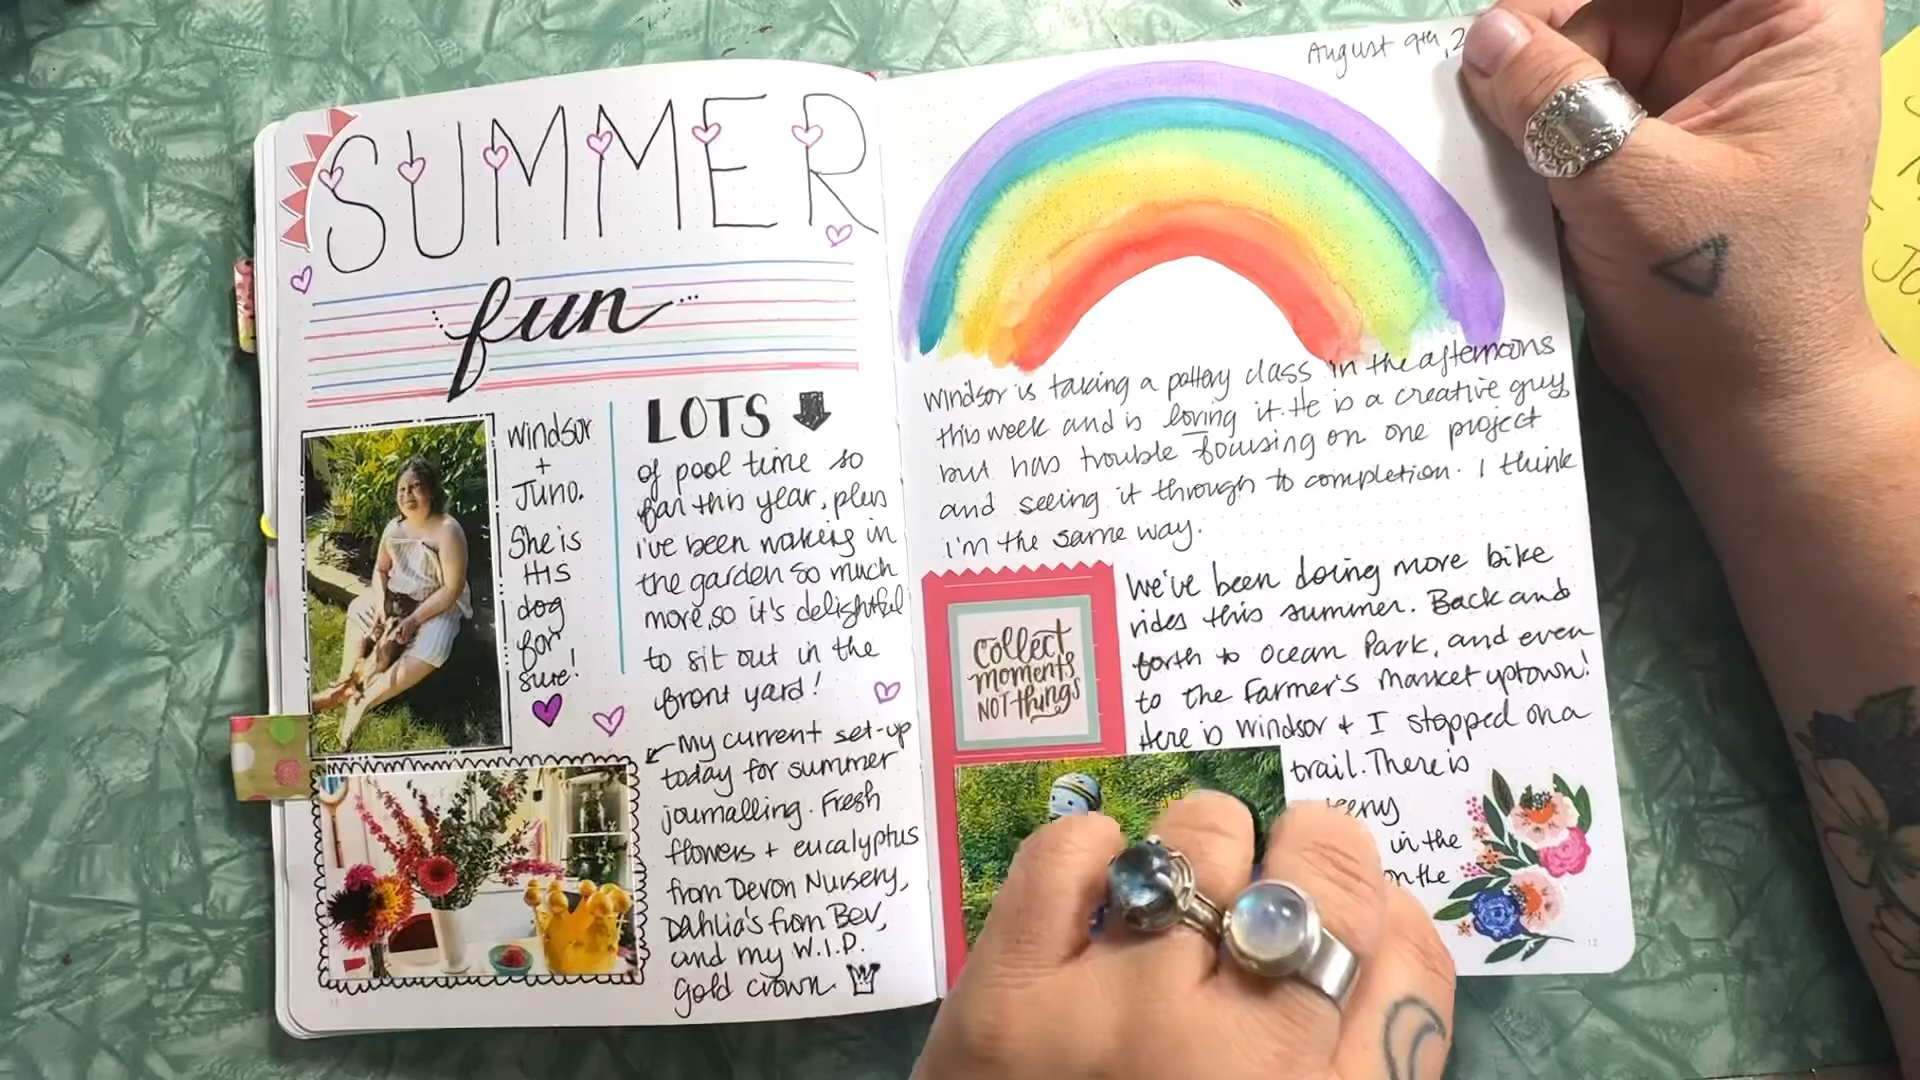 SUMMER
fun
Windsor
+
Juno.
She is
His
dog
for
sure!
LOTS
of pool time so
far this year, plus
i've been working in
the garden so much
more, so it's delightful
to sit out in the
front yard!
My current set-up
today for summer
journalling. Fresh
flowers + eucalyptus
from Devon Nursery,
Dahlia's from Bev,
and my W.I.P.
gold crown.
11
August 9th, 2
Windsor is taking a pottery class in the afternoons
this week and is loving it. He is a creative guy
but has trouble focusing on one project
and seeing it through to completion. I think
i'm the same way.
We've been doing more bike
rides this summer. Back and
forth to Ocean Park, and even
to the Farmer's Market uptown!
Here is Windsor + I stopped on a
trail. There is
in the
on the
collect
moments
NOT things
12